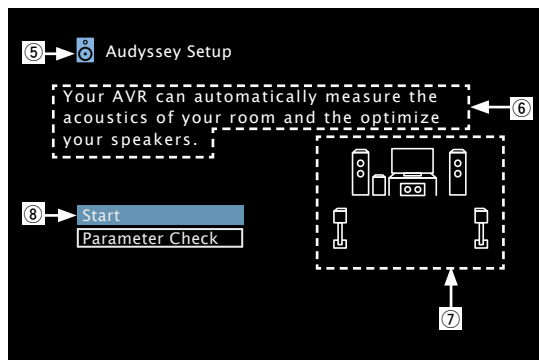 ⑤ Audyssey Setup
Your AVR can automatically measure the
acoustics of your room and the optimize
your speakers.
⑥
⑧ Start
Parameter Check
⑦